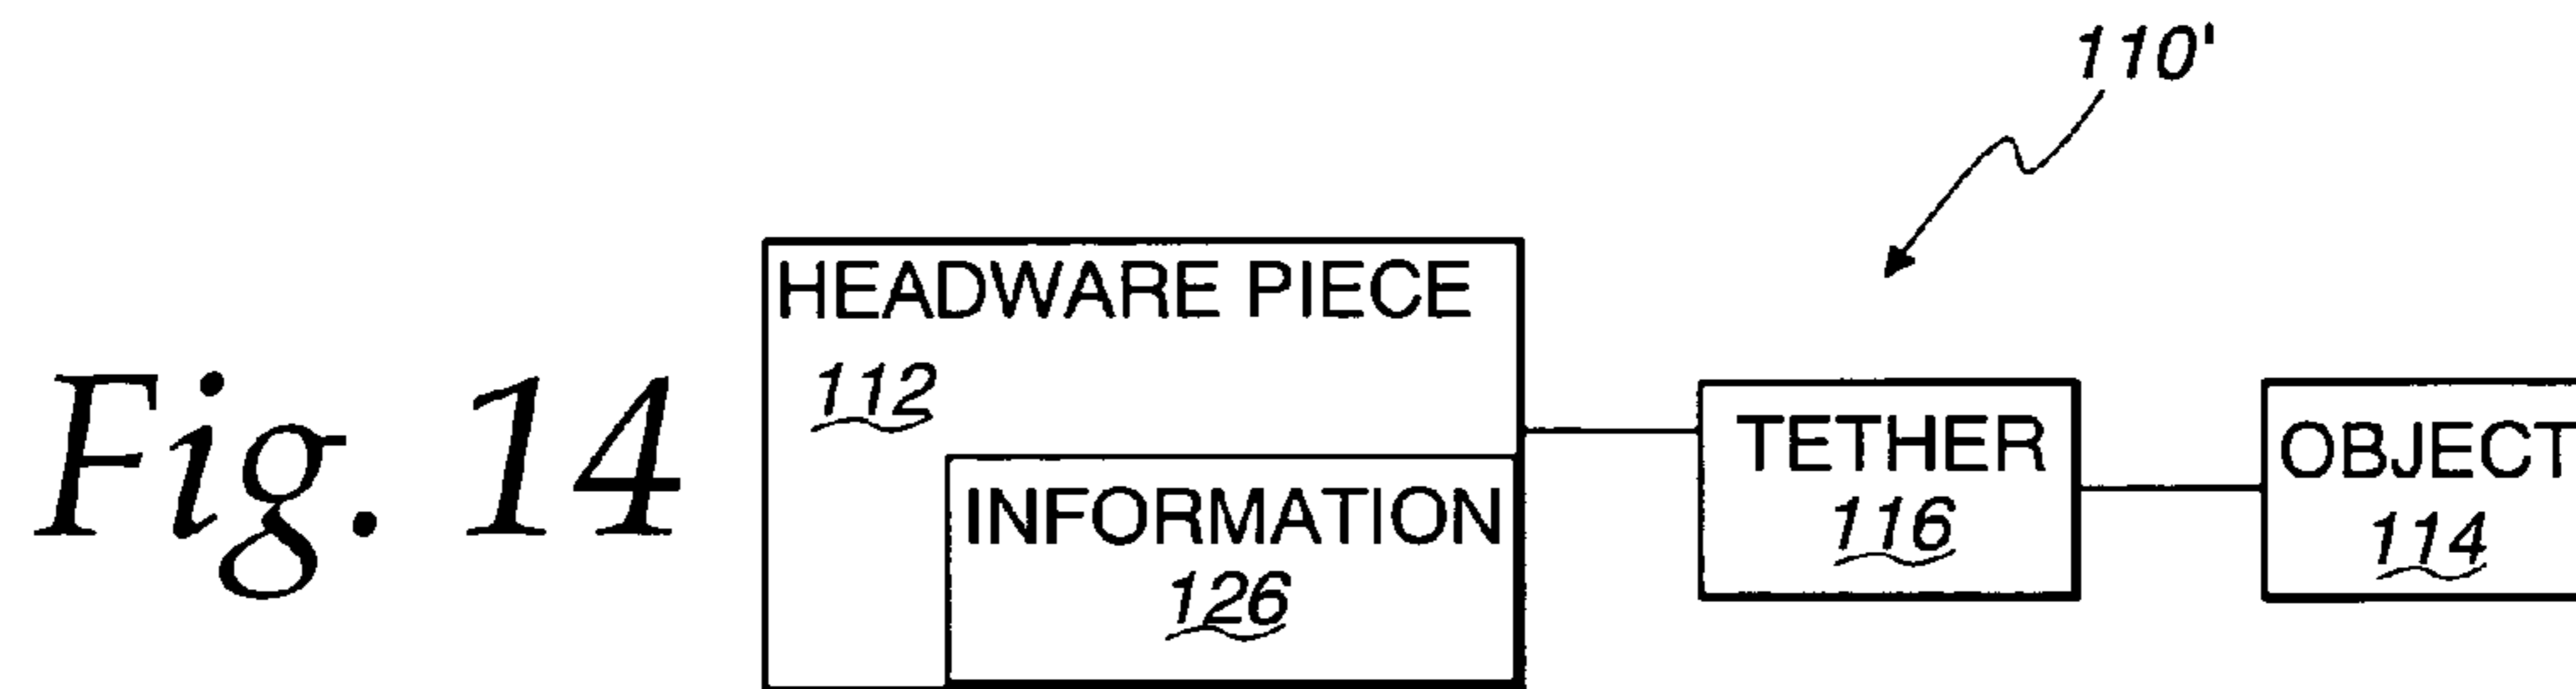 110'
HEADWARE PIECE
112
INFORMATION
126
TETHER
116
OBJECT
114
Fig. 14